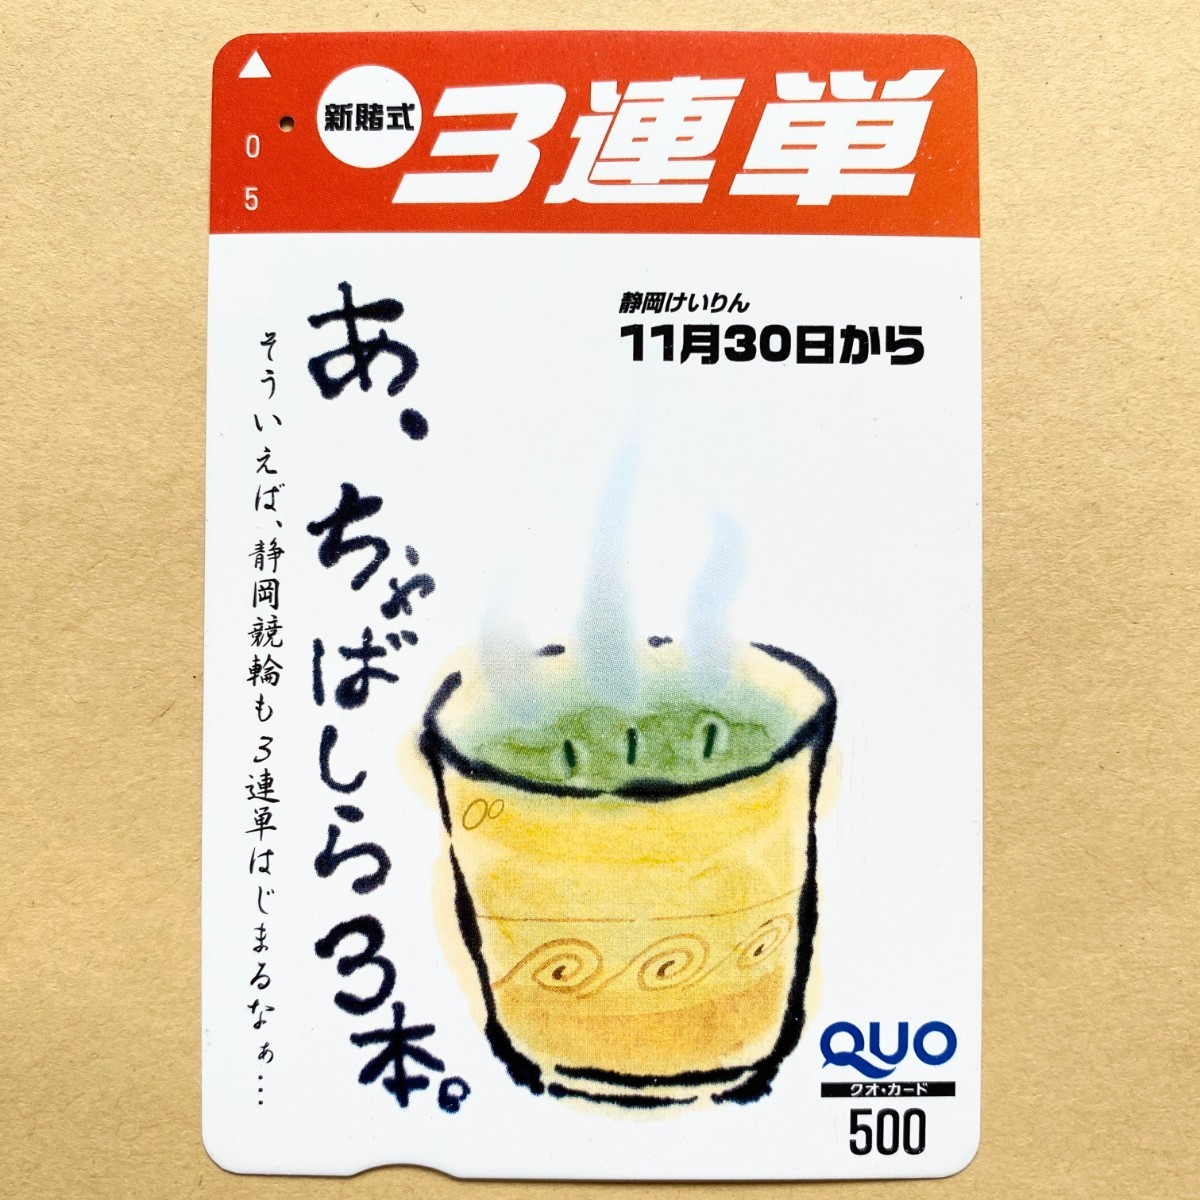 新賭式
3連単
0
5
静岡けいりん
11月30日から
あ、ちゃばしら3本。
そういえば、静岡競輪も3連単はじまるなぁ…
QUO
クオ・カード
500